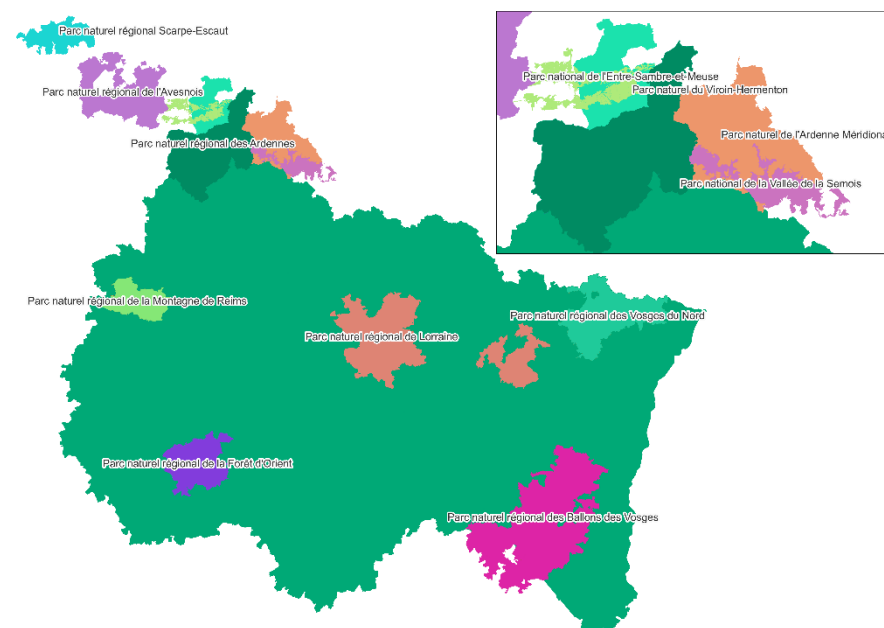 Parc naturel régional Scarpe-Escaut
Parc naturel régional de l'Avesnois
Parc naturel régional des Ardennes
Parc national de l'Entre-Sambre-et-Meuse
Parc naturel du Viroin-Hermenton
Parc naturel de l'Ardenne Méridiona
Parc national de la Vallée de la Semois
Parc naturel régional de la Montagne de Reims
Parc naturel régional de Lorraine
Parc naturel régional des Vosges du Nord
Parc naturel régional de la Forêt d'Orient
Parc naturel régional des Ballons des Vosges